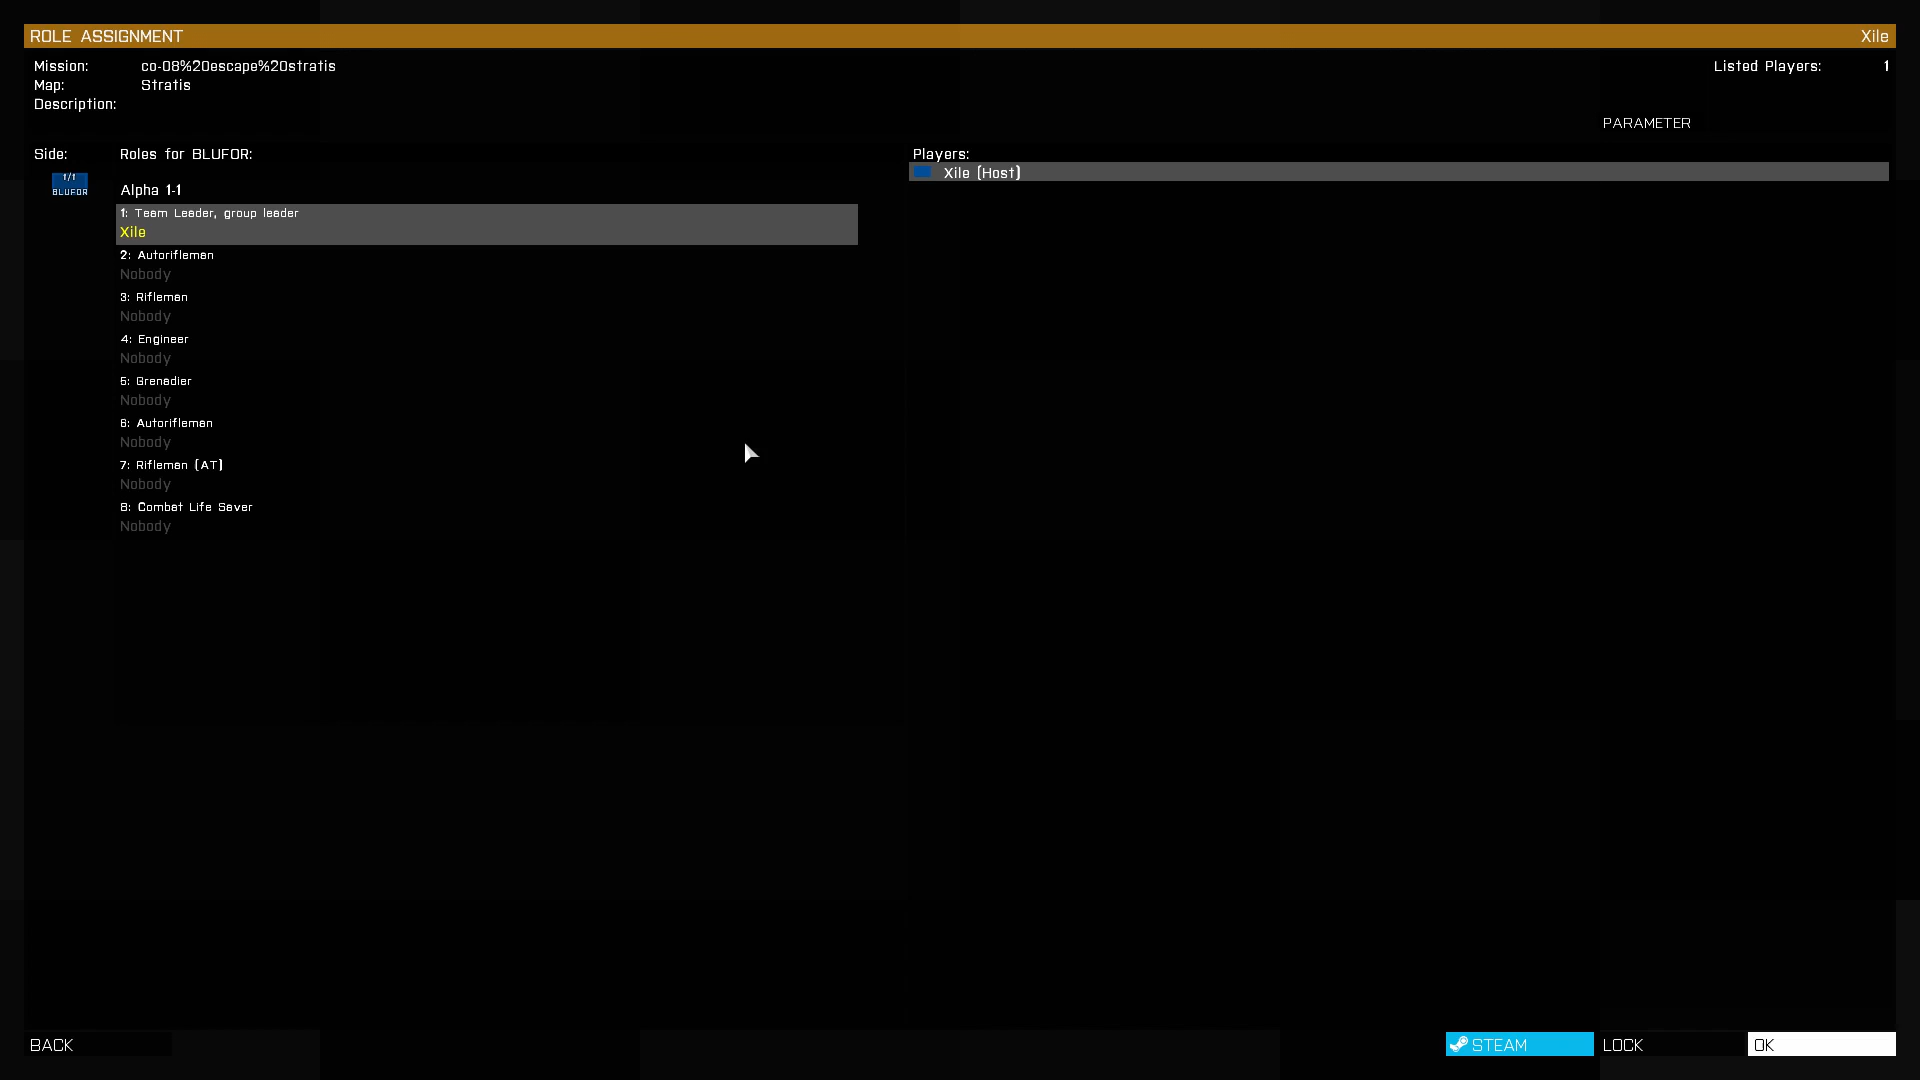 ROLE ASSIGNMENT Xile
Mission: co-08%20escape%20stratis Listed Players: 1
Map: Stratis
Description:
PARAMETER
Side: Roles for BLUFOR: Players:
1/1
BLUFOR
Xile (Host)
Alpha 1-1
1: Team Leader, group leader
Xile
2: Autorifleman
Nobody
3: Rifleman
Nobody
4: Engineer
Nobody
5: Grenadier
Nobody
6: Autorifleman
Nobody
7: Rifleman (AT)
Nobody
8: Combat Life Saver
Nobody
BACK STEAM LOCK OK